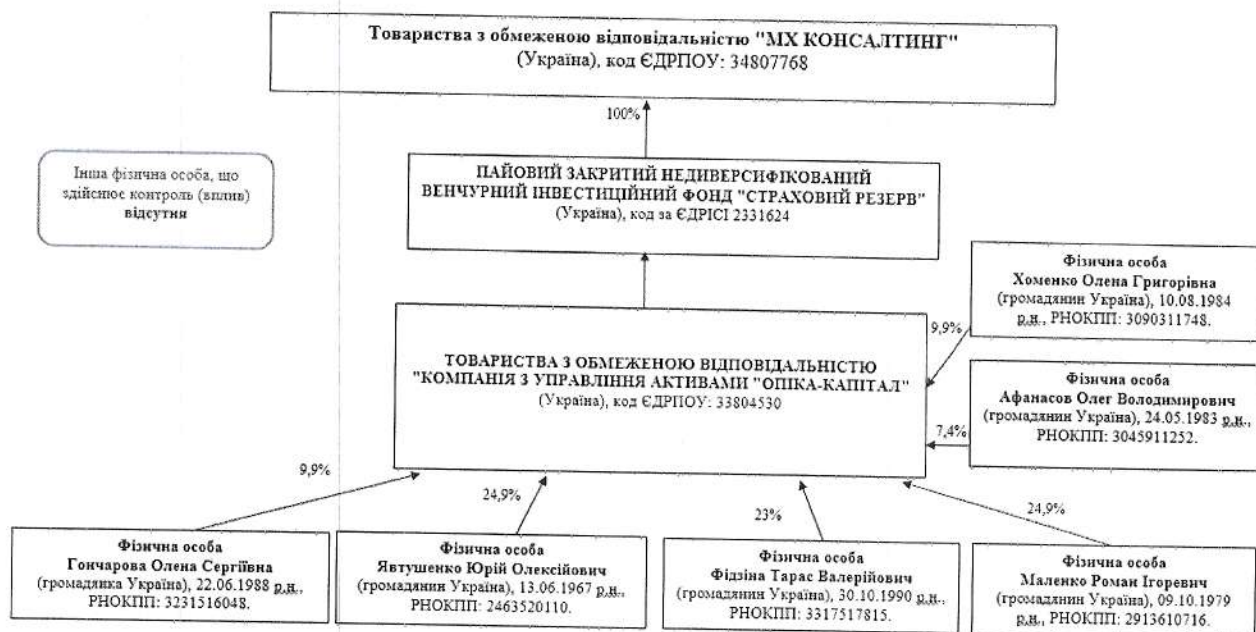 Товариства з обмеженою відповідальністю "МХ КОНСАЛТИНГ"
(Україна), код ЄДРПОУ: 34807768
100%
Інша фізична особа, що
здійснює контроль (вплив)
відсутня
ПАЙОВИЙ ЗАКРИТИЙ НЕДИВЕРСИФІКОВАНИЙ
ВЕНЧУРНИЙ ІНВЕСТИЦІЙНИЙ ФОНД "СТРАХОВИЙ РЕЗЕРВ"
(Україна), код за ЄДРІСІ 2331624
Фізична особа
Хоменко Олена Григорівна
(громадянин Україна), 10.08.1984
р.н., РНОКПП: 3090311748.
9,9%
ТОВАРИСТВА З ОБМЕЖЕНОЮ ВІДПОВІДАЛЬНІСТЮ
"КОМПАНІЯ З УПРАВЛІННЯ АКТИВАМИ "ОПІКА-КАПІТАЛ"
(Україна), код ЄДРПОУ: 33804530
Фізична особа
Афанасов Олег Володимирович
(громадянин Україна), 24.05.1983 р.н.,
РНОКПП: 3045911252.
7,4%
9,9%
24,9%
23%
24,9%
Фізична особа
Гончарова Олена Сергіївна
(громадянка Україна), 22.06.1988 р.н.,
РНОКПП: 3231516048.
Фізична особа
Явтушенко Юрій Олексійович
(громадянин Україна), 13.06.1967 р.н.,
РНОКПП: 2463520110.
Фізична особа
Фідзіна Тарас Валерійович
(громадянин Україна), 30.10.1990 р.н.,
РНОКПП: 3317517815.
Фізична особа
Маленко Роман Ігоревич
(громадянин Україна), 09.10.1979
р.н., РНОКПП: 2913610716.